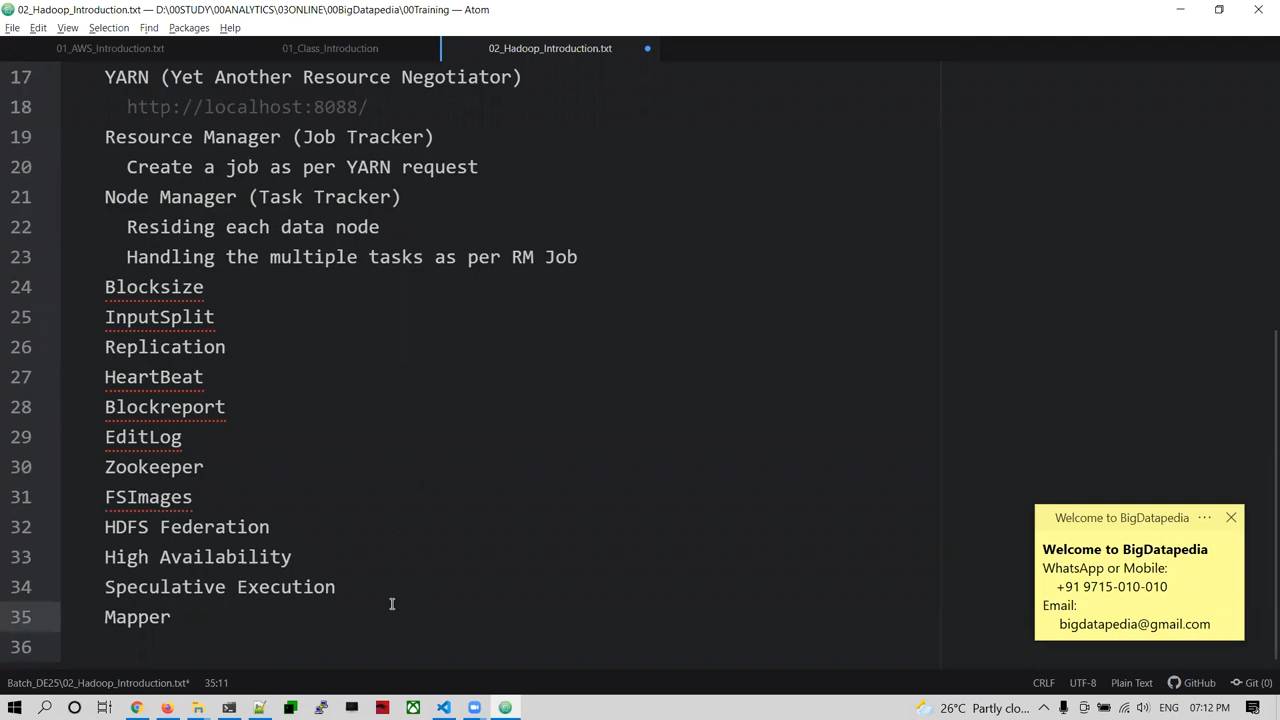 02_Hadoop_Introduction.txt — D:\00STUDY\00ANALYTICS\03ONLINE\00BigDatapedia\00Training — Atom
File Edit View Selection Find Packages Help
01_AWS_Introduction.txt 01_Class_Introduction 02_Hadoop_Introduction.txt
17 YARN (Yet Another Resource Negotiator)
18 http://localhost:8088/
19 Resource Manager (Job Tracker)
20 Create a job as per YARN request
21 Node Manager (Task Tracker)
22 Residing each data node
23 Handling the multiple tasks as per RM Job
24 Blocksize
25 InputSplit
26 Replication
27 HeartBeat
28 Blockreport
29 EditLog
30 Zookeeper
31 FSImages
32 HDFS Federation
33 High Availability
34 Speculative Execution
35 Mapper
36
Welcome to BigDatapedia ...
Welcome to BigDatapedia
WhatsApp or Mobile:
+91 9715-010-010
Email:
bigdatapedia@gmail.com
Batch_DE25\02_Hadoop_Introduction.txt* 35:11 CRLF UTF-8 Plain Text GitHub Git (0)
26°C Partly clo... ENG 07:12 PM